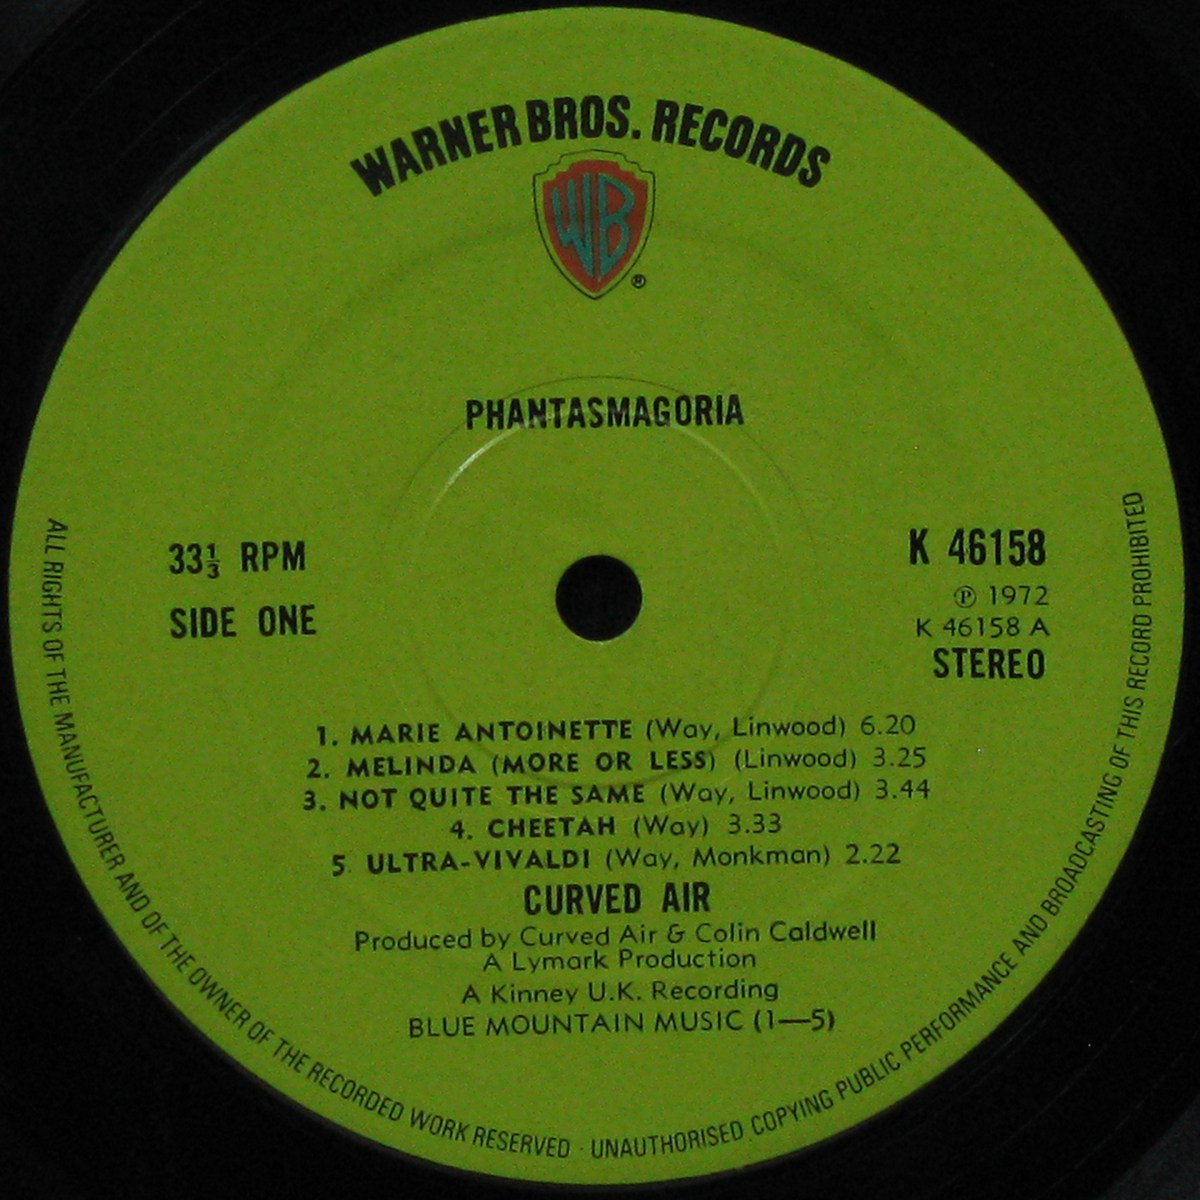 WARNER BROS. RECORDS
WB
®
PHANTASMAGORIA
33⅓ RPM
SIDE ONE
K 46158
℗ 1972
K 46158 A
STEREO
1. MARIE ANTOINETTE (Way, Linwood) 6.20
2. MELINDA (MORE OR LESS) (Linwood) 3.25
3. NOT QUITE THE SAME (Way, Linwood) 3.44
4. CHEETAH (Way) 3.33
5. ULTRA-VIVALDI (Way, Monkman) 2.22
CURVED AIR
Produced by Curved Air & Colin Caldwell
A Lymark Production
A Kinney U.K. Recording
BLUE MOUNTAIN MUSIC (1—5)
ALL RIGHTS OF THE MANUFACTURER AND OF THE OWNER OF THE RECORDED WORK RESERVED · UNAUTHORISED COPYING PUBLIC PERFORMANCE AND BROADCASTING OF THIS RECORD PROHIBITED